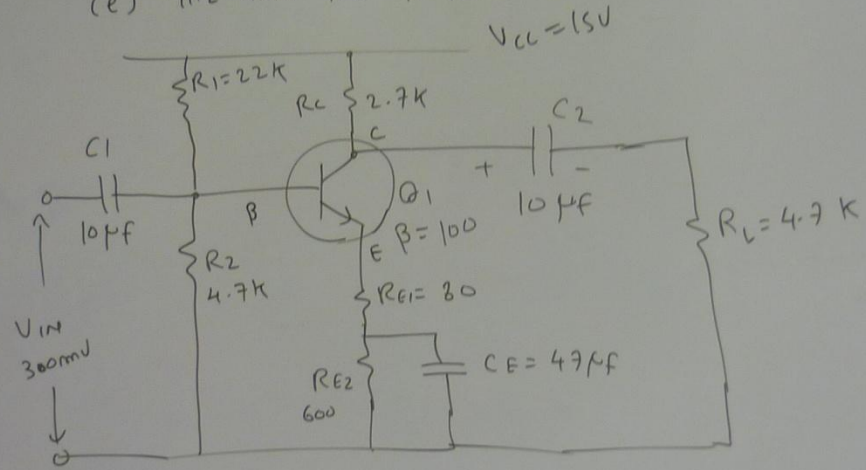 (e)
VCC = 15V
R1 = 22K
RC 2.7K
C
C1
10µf
B
Q1
β = 100
E
C2
+ -
10µf
RL = 4.7K
R2
4.7K
RE1 = 30
VIN
300mV
RE2
600
CE = 47µf